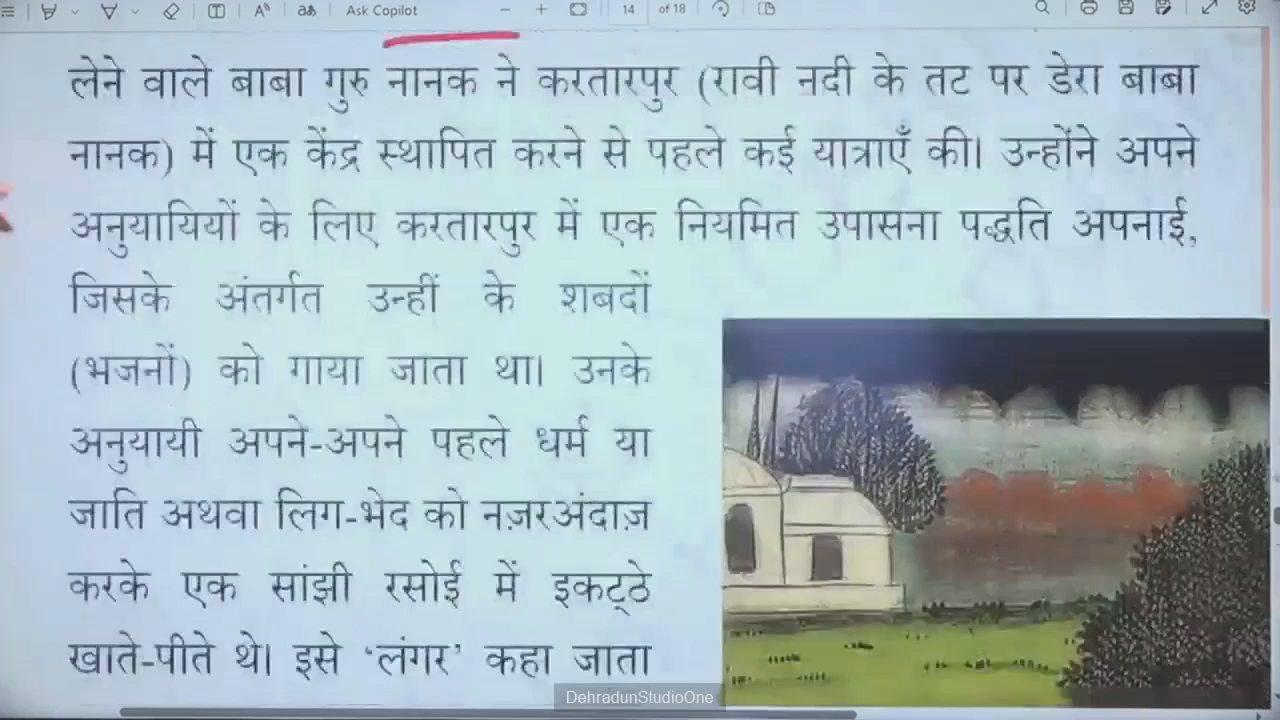 Ask Copilot
14 of 18
लेने वाले बाबा गुरु नानक ने करतारपुर (रावी नदी के तट पर डेरा बाबा
नानक) में एक केंद्र स्थापित करने से पहले कई यात्राएँ की। उन्होंने अपने
अनुयायियों के लिए करतारपुर में एक नियमित उपासना पद्धति अपनाई,
जिसके अंतर्गत उन्हीं के शबदों
(भजनों) को गाया जाता था। उनके
अनुयायी अपने-अपने पहले धर्म या
जाति अथवा लिग-भेद को नज़रअंदाज़
करके एक सांझी रसोई में इकट्ठे
खाते-पीते थे। इसे ‘लंगर’ कहा जाता
DehradunStudioOne